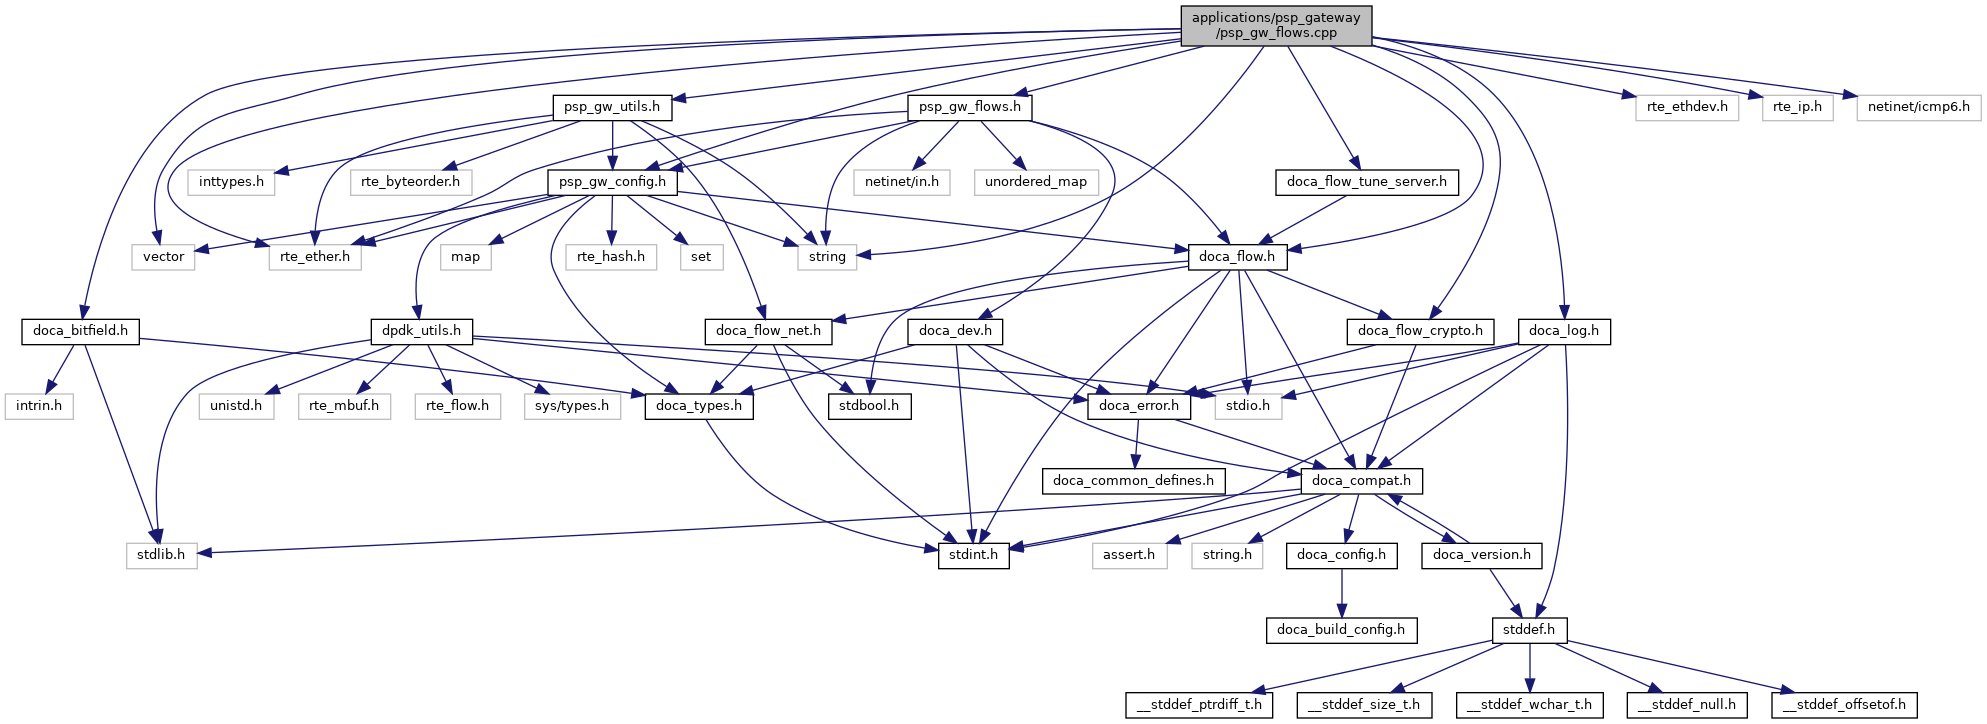 applications/psp_gateway
/psp_gw_flows.cpp
psp_gw_utils.h
psp_gw_flows.h
rte_ethdev.h
rte_ip.h
netinet/icmp6.h
inttypes.h
rte_byteorder.h
psp_gw_config.h
netinet/in.h
unordered_map
doca_flow_tune_server.h
vector
rte_ether.h
map
rte_hash.h
set
string
doca_flow.h
doca_bitfield.h
dpdk_utils.h
doca_flow_net.h
doca_dev.h
doca_flow_crypto.h
doca_log.h
intrin.h
unistd.h
rte_mbuf.h
rte_flow.h
sys/types.h
doca_types.h
stdbool.h
doca_error.h
stdio.h
doca_common_defines.h
doca_compat.h
stdlib.h
stdint.h
assert.h
string.h
doca_config.h
doca_version.h
doca_build_config.h
stddef.h
__stddef_ptrdiff_t.h
__stddef_size_t.h
__stddef_wchar_t.h
__stddef_null.h
__stddef_offsetof.h